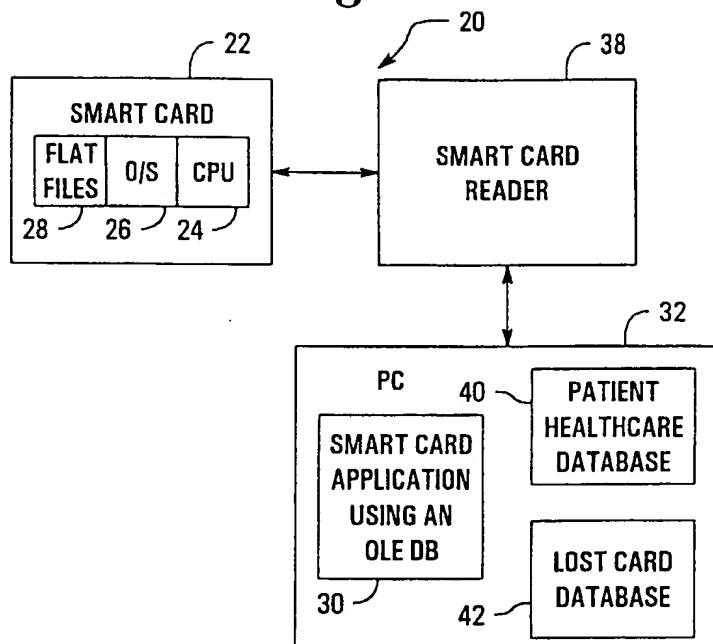 20
22
38
SMART CARD
FLAT
FILES
O/S
CPU
28
26
24
SMART CARD
READER
32
PC
40
PATIENT
HEALTHCARE
DATABASE
SMART CARD
APPLICATION
USING AN
OLE DB
30
LOST CARD
DATABASE
42